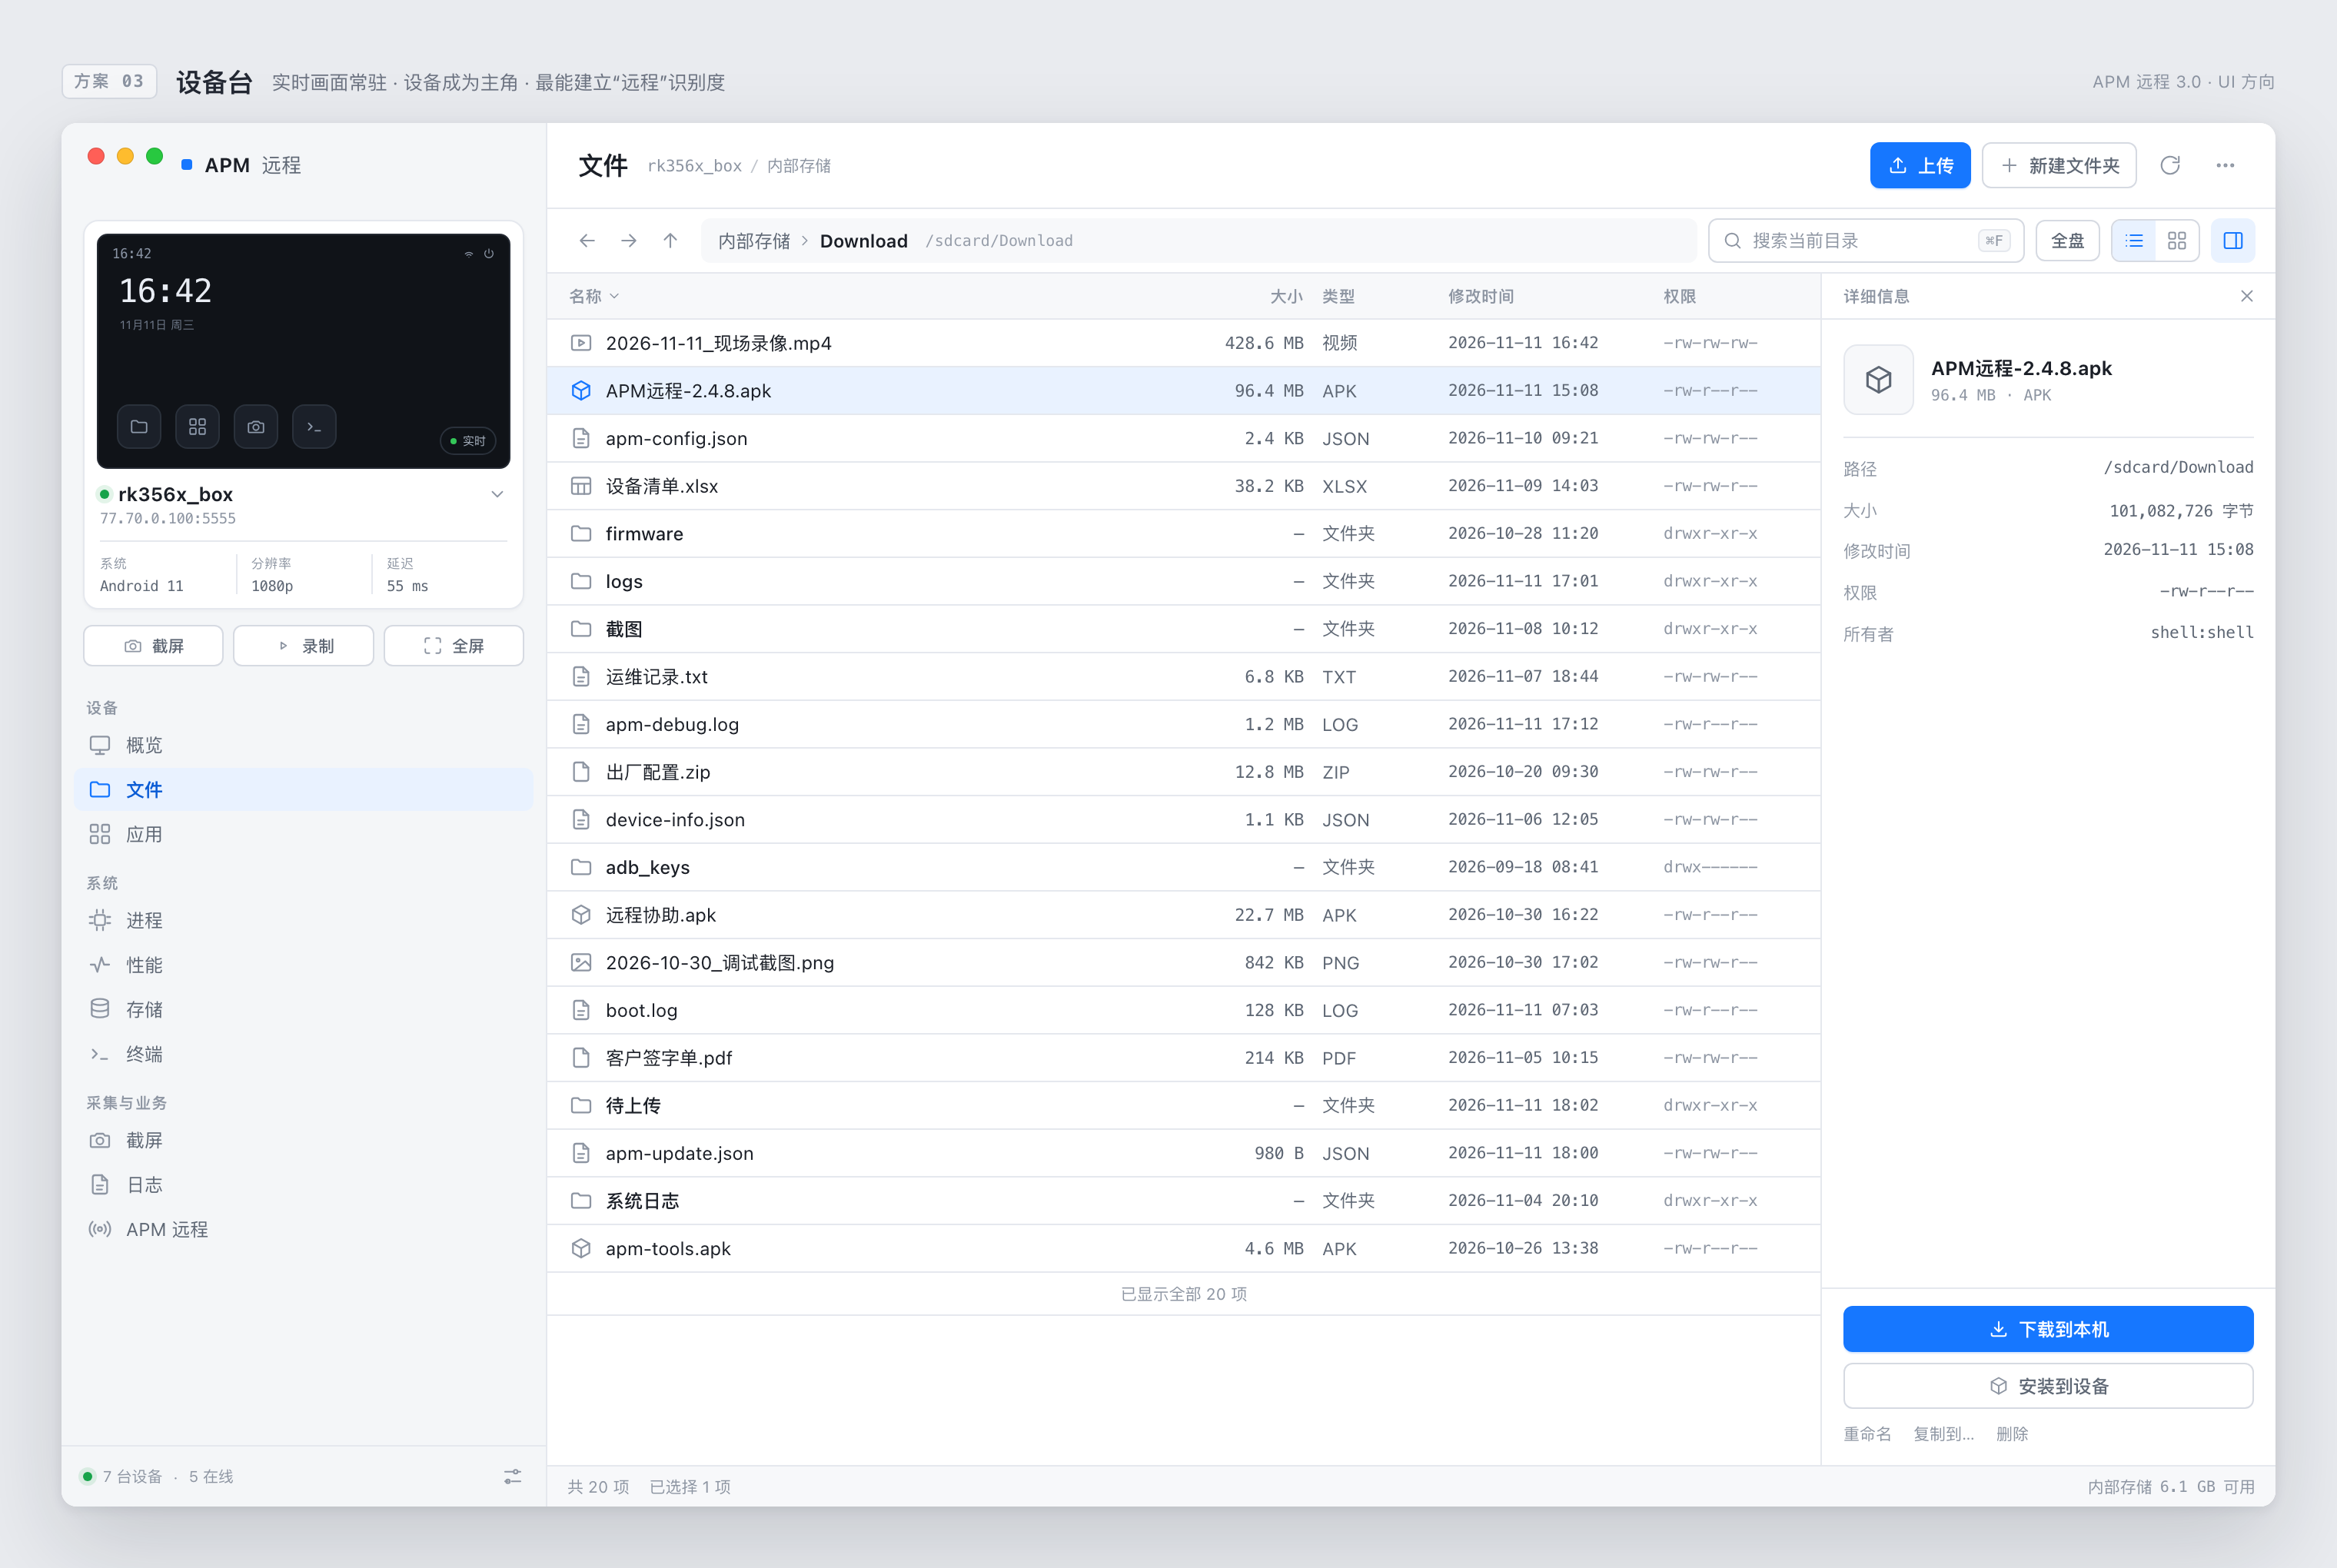 方案 03 设备台 实时画面常驻 · 设备成为主角 · 最能建立“远程”识别度 APM 远程 3.0 · UI 方向
APM 远程
16:42
16:42
11月11日 周三
实时
rk356x_box
77.70.0.100:5555
系统 分辨率 延迟
Android 11 1080p 55 ms
截屏 录制 全屏
设备
概览
文件
应用
系统
进程
性能
存储
终端
采集与业务
截屏
日志
APM 远程
7 台设备 · 5 在线
文件 rk356x_box / 内部存储 上传 新建文件夹
内部存储 Download /sdcard/Download 搜索当前目录 ⌘F 全盘
名称 大小 类型 修改时间 权限
2026-11-11_现场录像.mp4 428.6 MB 视频 2026-11-11 16:42 -rw-rw-rw-
APM远程-2.4.8.apk 96.4 MB APK 2026-11-11 15:08 -rw-r--r--
apm-config.json 2.4 KB JSON 2026-11-10 09:21 -rw-rw-r--
设备清单.xlsx 38.2 KB XLSX 2026-11-09 14:03 -rw-rw-r--
firmware — 文件夹 2026-10-28 11:20 drwxr-xr-x
logs — 文件夹 2026-11-11 17:01 drwxr-xr-x
截图 — 文件夹 2026-11-08 10:12 drwxr-xr-x
运维记录.txt 6.8 KB TXT 2026-11-07 18:44 -rw-rw-r--
apm-debug.log 1.2 MB LOG 2026-11-11 17:12 -rw-r--r--
出厂配置.zip 12.8 MB ZIP 2026-10-20 09:30 -rw-rw-r--
device-info.json 1.1 KB JSON 2026-11-06 12:05 -rw-rw-r--
adb_keys — 文件夹 2026-09-18 08:41 drwx------
远程协助.apk 22.7 MB APK 2026-10-30 16:22 -rw-r--r--
2026-10-30_调试截图.png 842 KB PNG 2026-10-30 17:02 -rw-rw-r--
boot.log 128 KB LOG 2026-11-11 07:03 -rw-r--r--
客户签字单.pdf 214 KB PDF 2026-11-05 10:15 -rw-rw-r--
待上传 — 文件夹 2026-11-11 18:02 drwxr-xr-x
apm-update.json 980 B JSON 2026-11-11 18:00 -rw-rw-r--
系统日志 — 文件夹 2026-11-04 20:10 drwxr-xr-x
apm-tools.apk 4.6 MB APK 2026-10-26 13:38 -rw-r--r--
已显示全部 20 项
共 20 项 已选择 1 项 内部存储 6.1 GB 可用
详细信息
APM远程-2.4.8.apk
96.4 MB · APK
路径 /sdcard/Download
大小 101,082,726 字节
修改时间 2026-11-11 15:08
权限 -rw-r--r--
所有者 shell:shell
下载到本机
安装到设备
重命名 复制到... 删除